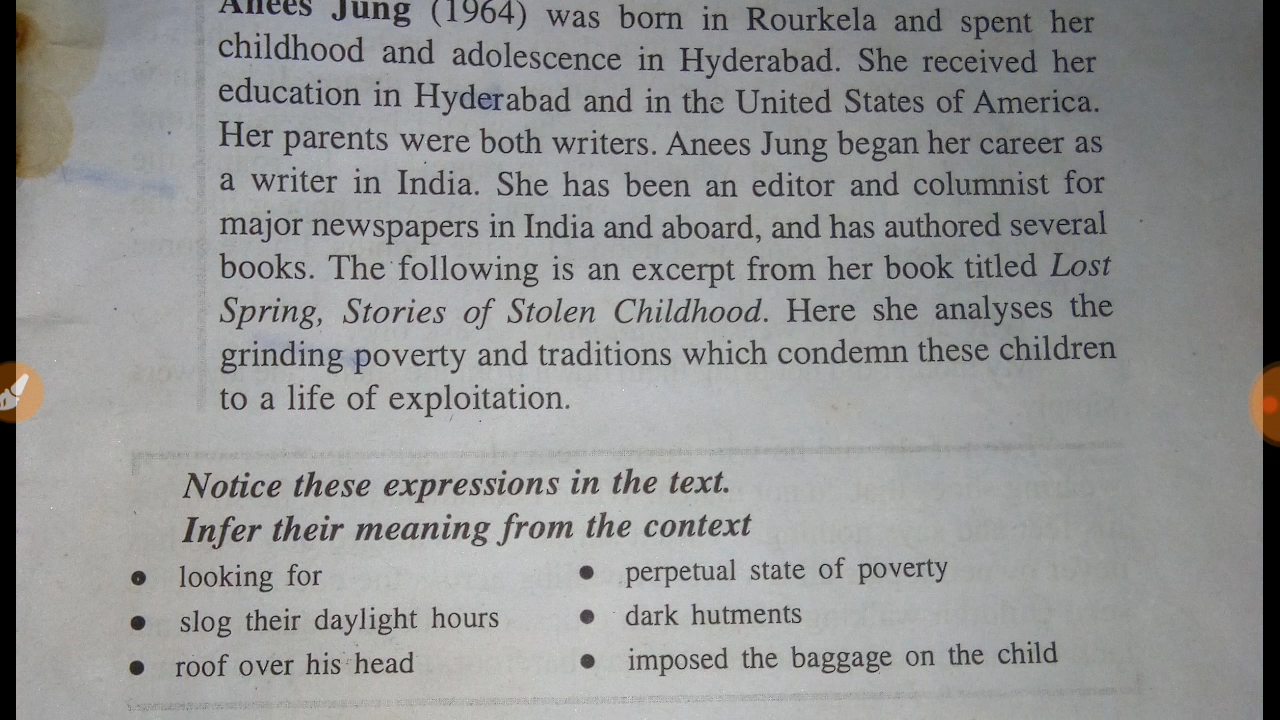 Anees Jung (1964) was born in Rourkela and spent her
childhood and adolescence in Hyderabad. She received her
education in Hyderabad and in the United States of America.
Her parents were both writers. Anees Jung began her career as
a writer in India. She has been an editor and columnist for
major newspapers in India and aboard, and has authored several
books. The following is an excerpt from her book titled Lost
Spring, Stories of Stolen Childhood. Here she analyses the
grinding poverty and traditions which condemn these children
to a life of exploitation.
Notice these expressions in the text.
Infer their meaning from the context
• looking for
• slog their daylight hours
• roof over his head
• perpetual state of poverty
• dark hutments
• imposed the baggage on the child